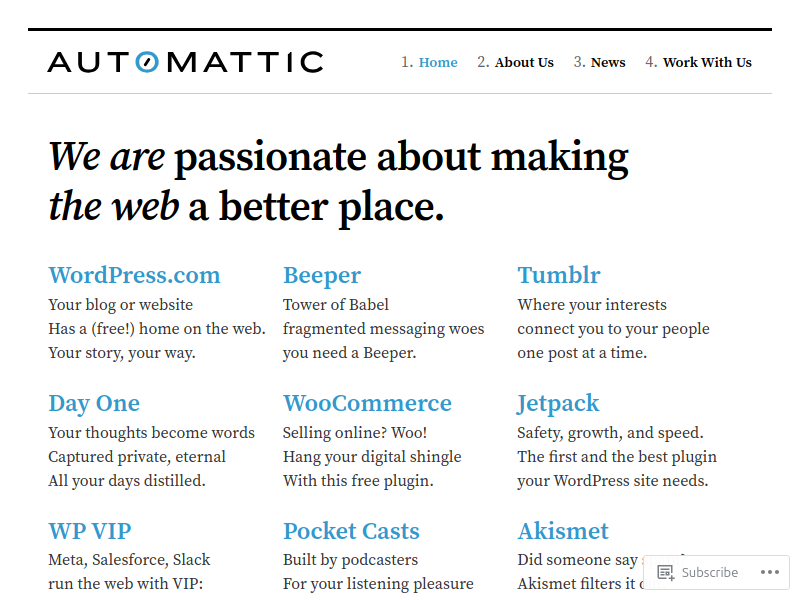 AUTOMATTIC
1. Home 2. About Us 3. News 4. Work With Us
We are passionate about making
the web a better place.
WordPress.com
Your blog or website
Has a (free!) home on the web.
Your story, your way.
Beeper
Tower of Babel
fragmented messaging woes
you need a Beeper.
Tumblr
Where your interests
connect you to your people
one post at a time.
Day One
Your thoughts become words
Captured private, eternal
All your days distilled.
WooCommerce
Selling online? Woo!
Hang your digital shingle
With this free plugin.
Jetpack
Safety, growth, and speed.
The first and the best plugin
your WordPress site needs.
WP VIP
Meta, Salesforce, Slack
run the web with VIP:
Pocket Casts
Built by podcasters
For your listening pleasure
Akismet
Did someone say
Akismet filters it
Subscribe